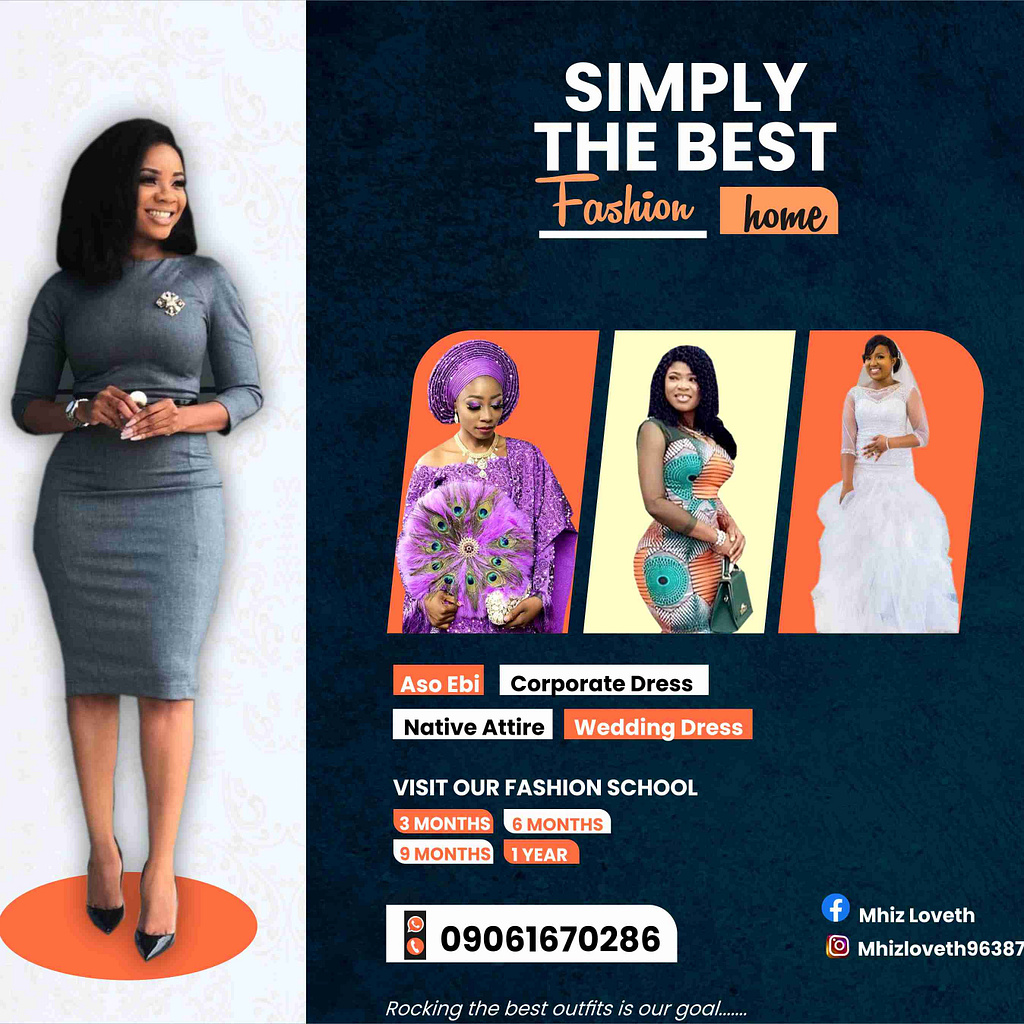 SIMPLY
THE BEST
Fashion home
Aso Ebi Corporate Dress
Native Attire Wedding Dress
VISIT OUR FASHION SCHOOL
3 MONTHS 6 MONTHS
9 MONTHS 1 YEAR
09061670286
Mhiz Loveth
Mhizloveth96387
Rocking the best outfits is our goal.......